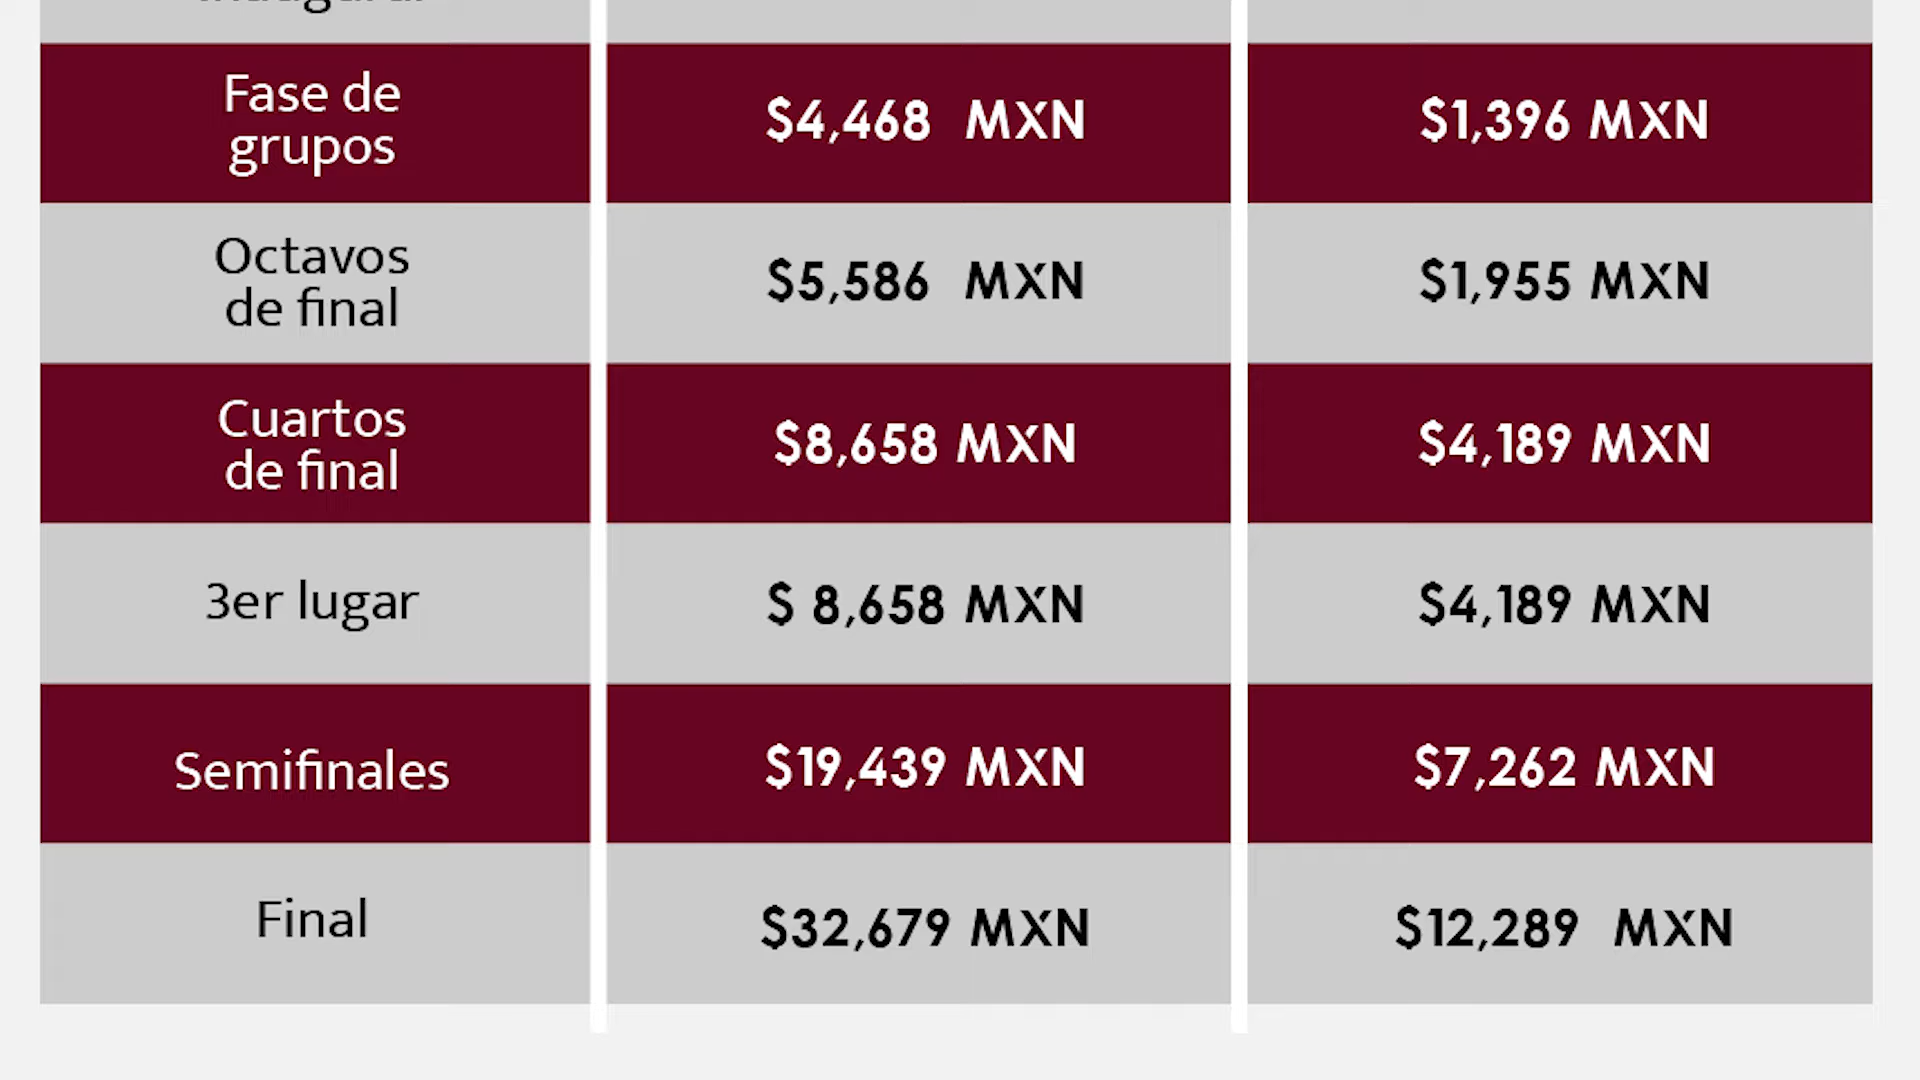 Fase de
grupos
$4,468 MXN
$1,396 MXN
Octavos
de final
$5,586 MXN
$1,955 MXN
Cuartos
de final
$8,658 MXN
$4,189 MXN
3er lugar
$ 8,658 MXN
$4,189 MXN
Semifinales
$19,439 MXN
$7,262 MXN
Final
$32,679 MXN
$12,289 MXN